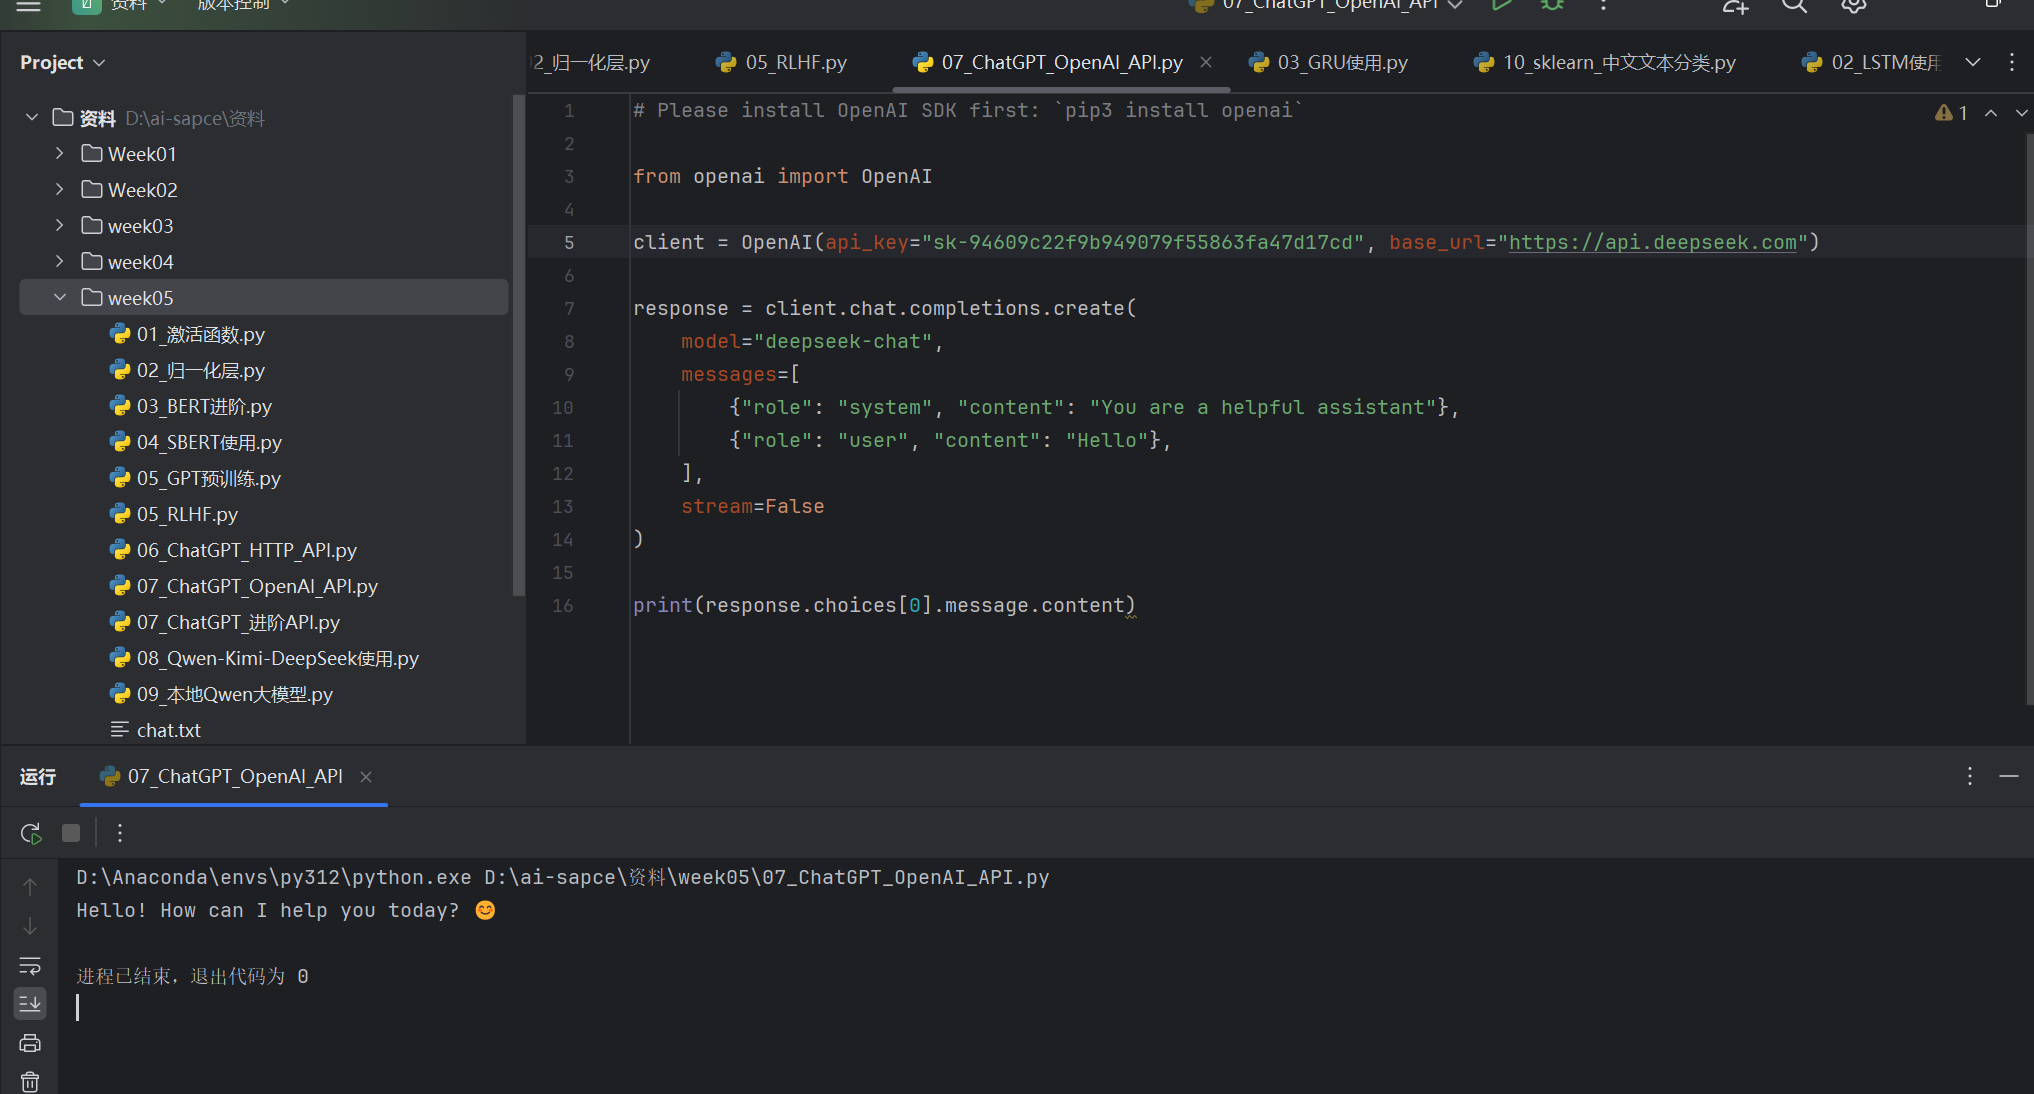 资料
版本控制
07_ChatGPT_OpenAI_API
Project
2_归一化层.py
05_RLHF.py
07_ChatGPT_OpenAI_API.py
03_GRU使用.py
10_sklearn_中文文本分类.py
02_LSTM使用
资料 D:\ai-sapce\资料
Week01
Week02
week03
week04
week05
01_激活函数.py
02_归一化层.py
03_BERT进阶.py
04_SBERT使用.py
05_GPT预训练.py
05_RLHF.py
06_ChatGPT_HTTP_API.py
07_ChatGPT_OpenAI_API.py
07_ChatGPT_进阶API.py
08_Qwen-Kimi-DeepSeek使用.py
09_本地Qwen大模型.py
chat.txt
1 # Please install OpenAI SDK first: `pip3 install openai`
1
2
3 from openai import OpenAI
4
5 client = OpenAI(api_key="sk-94609c22f9b949079f55863fa47d17cd", base_url="https://api.deepseek.com")
6
7 response = client.chat.completions.create(
8 model="deepseek-chat",
9 messages=[
10 {"role": "system", "content": "You are a helpful assistant"},
11 {"role": "user", "content": "Hello"},
12 ],
13 stream=False
14 )
15
16 print(response.choices[0].message.content)
运行
07_ChatGPT_OpenAI_API
D:\Anaconda\envs\py312\python.exe D:\ai-sapce\资料\week05\07_ChatGPT_OpenAI_API.py
Hello! How can I help you today? 😊
进程已结束，退出代码为 0